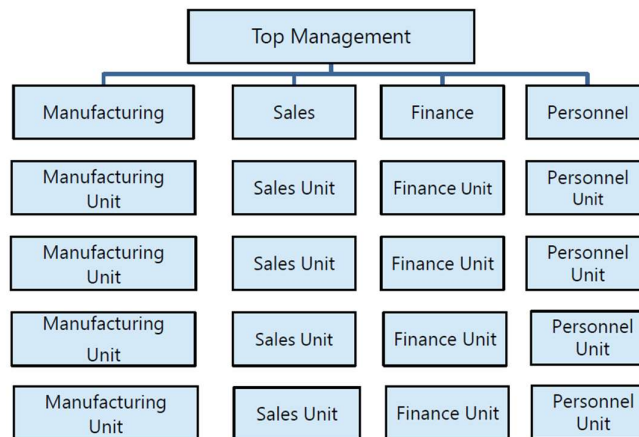 Top Management
Manufacturing
Sales
Finance
Personnel
Manufacturing
Unit
Sales Unit
Finance Unit
Personnel
Unit
Manufacturing
Unit
Sales Unit
Finance Unit
Personnel
Unit
Manufacturing
Unit
Sales Unit
Finance Unit
Personnel
Unit
Manufacturing
Unit
Sales Unit
Finance Unit
Personnel
Unit